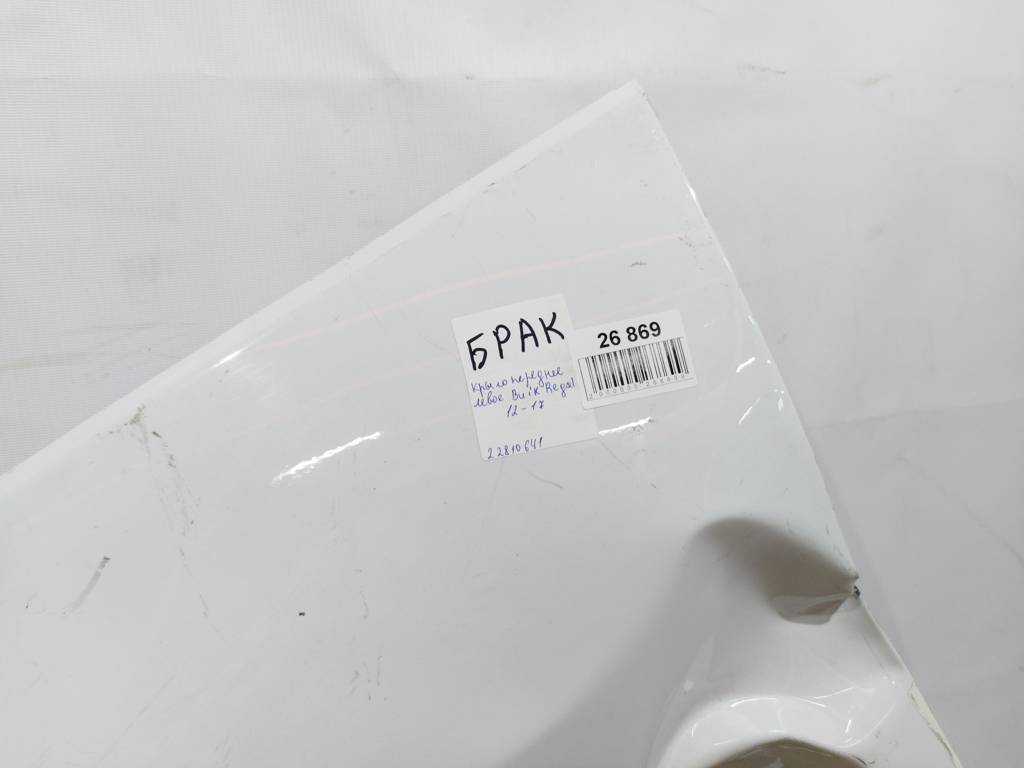 БРАК
крыло переднее
левое Buik Regal
12-17
22810641
26 869